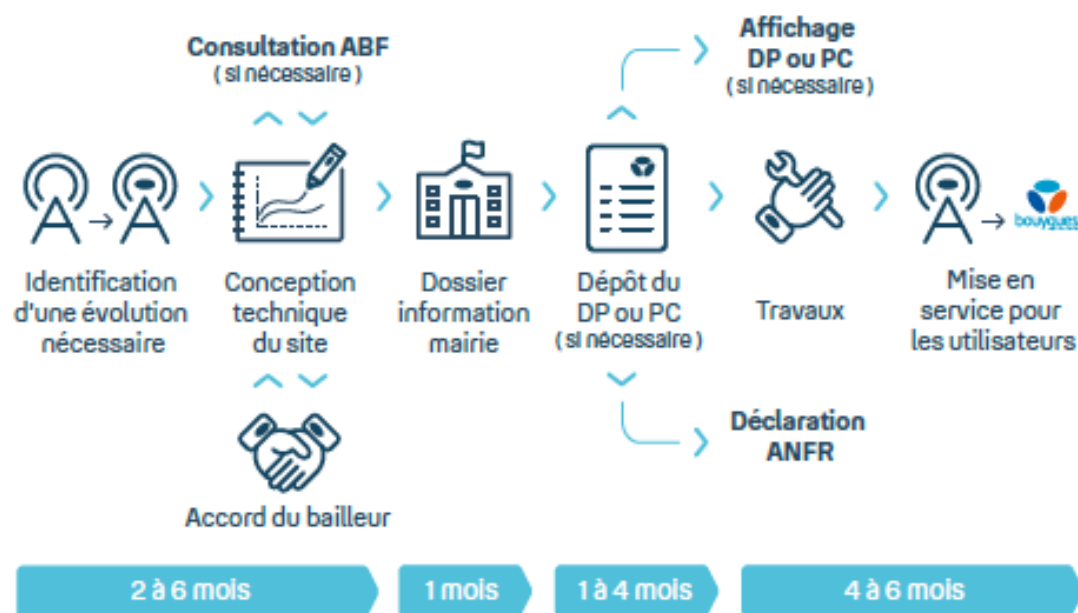 Consultation ABF
( si nécessaire )
Affichage
DP ou PC
( si nécessaire )
Identification
d'une évolution
nécessaire
Conception
technique
du site
Dossier
information
mairie
Dépôt du
DP ou PC
( si nécessaire )
Travaux
bouygues
Mise en
service pour
les utilisateurs
Accord du bailleur
Déclaration
ANFR
2 à 6 mois
1 mois
1 à 4 mois
4 à 6 mois